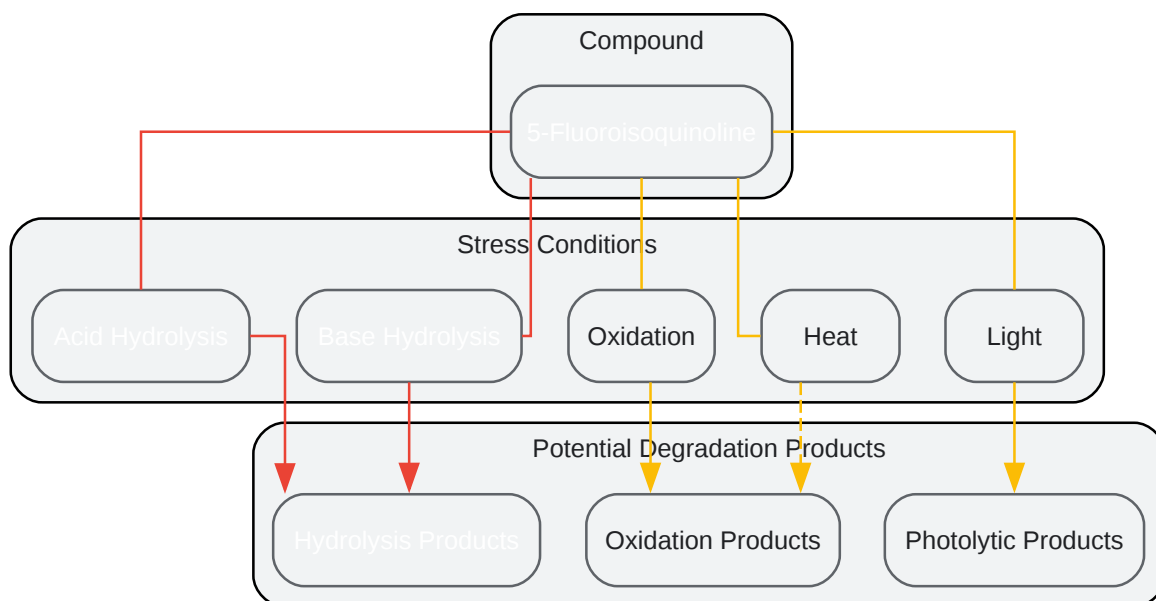 Compound
5-Fluoroisoquinoline
Stress Conditions
Acid Hydrolysis
Base Hydrolysis
Oxidation
Heat
Light
Potential Degradation Products
Hydrolysis Products
Oxidation Products
Photolytic Products